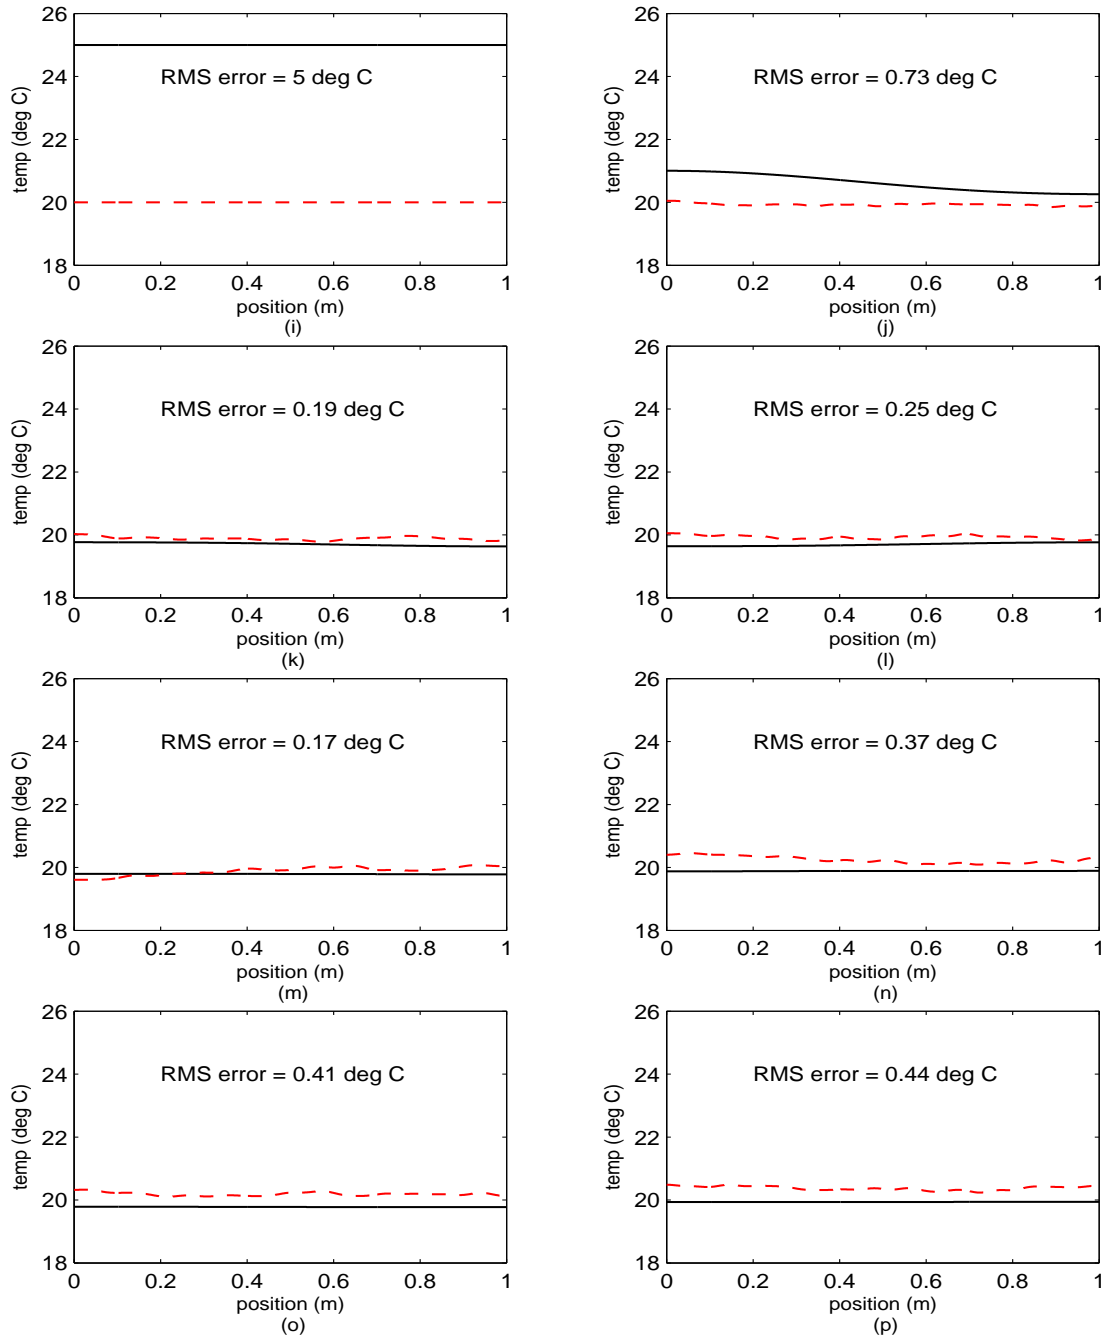 26
24
22
20
18
temp (deg C)
RMS error = 5 deg C
0 0.2 0.4 0.6 0.8 1
position (m)
(i)
26
24
22
20
18
temp (deg C)
RMS error = 0.73 deg C
0 0.2 0.4 0.6 0.8 1
position (m)
(j)
26
24
22
20
18
temp (deg C)
RMS error = 0.19 deg C
0 0.2 0.4 0.6 0.8 1
position (m)
(k)
26
24
22
20
18
temp (deg C)
RMS error = 0.25 deg C
0 0.2 0.4 0.6 0.8 1
position (m)
(l)
26
24
22
20
18
temp (deg C)
RMS error = 0.17 deg C
0 0.2 0.4 0.6 0.8 1
position (m)
(m)
26
24
22
20
18
temp (deg C)
RMS error = 0.37 deg C
0 0.2 0.4 0.6 0.8 1
position (m)
(n)
26
24
22
20
18
temp (deg C)
RMS error = 0.41 deg C
0 0.2 0.4 0.6 0.8 1
position (m)
(o)
26
24
22
20
18
temp (deg C)
RMS error = 0.44 deg C
0 0.2 0.4 0.6 0.8 1
position (m)
(p)